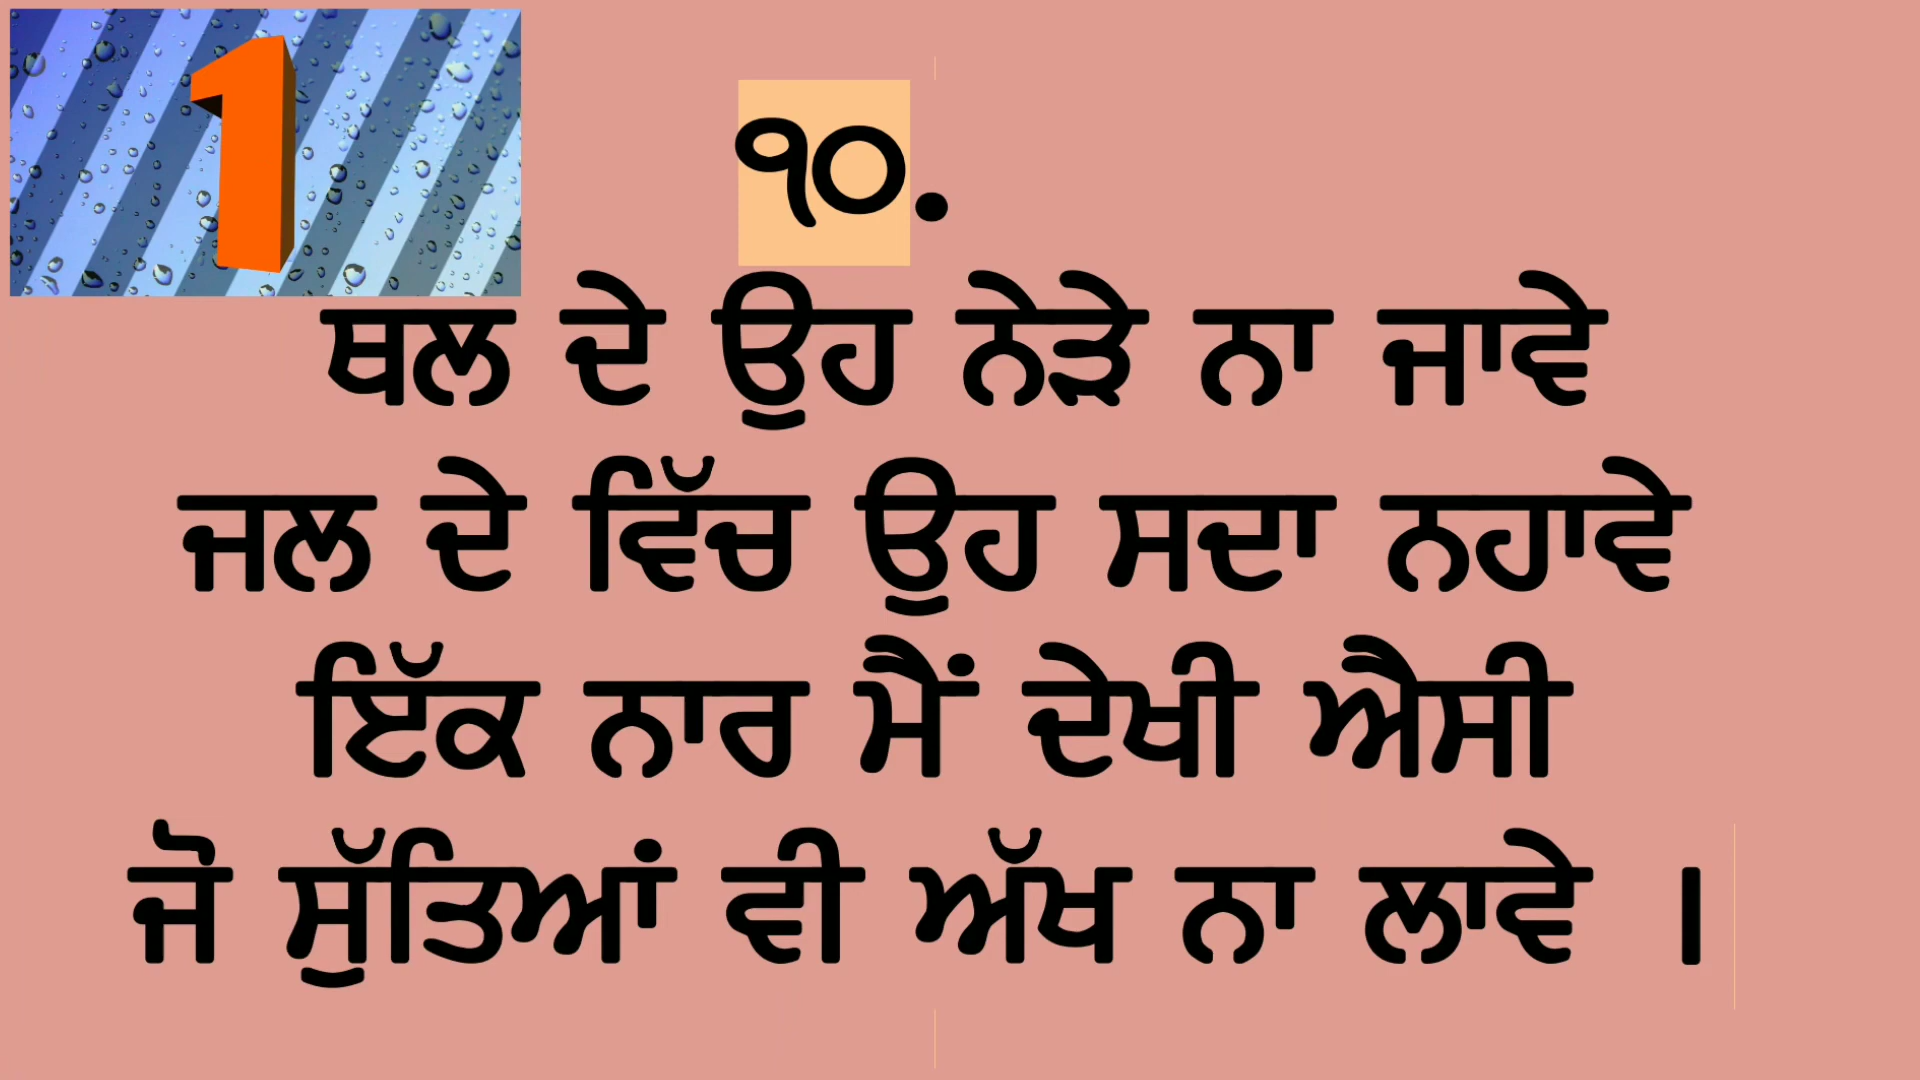 1
੧੦.
ਥਲ ਦੇ ਉਹ ਨੇੜੇ ਨਾ ਜਾਵੇ
ਜਲ ਦੇ ਵਿੱਚ ਉਹ ਸਦਾ ਨਹਾਵੇ
ਇੱਕ ਨਾਰ ਮੈਂ ਦੇਖੀ ਐਸੀ
ਜੋ ਸੁੱਤਿਆਂ ਵੀ ਅੱਖ ਨਾ ਲਾਵੇ ।